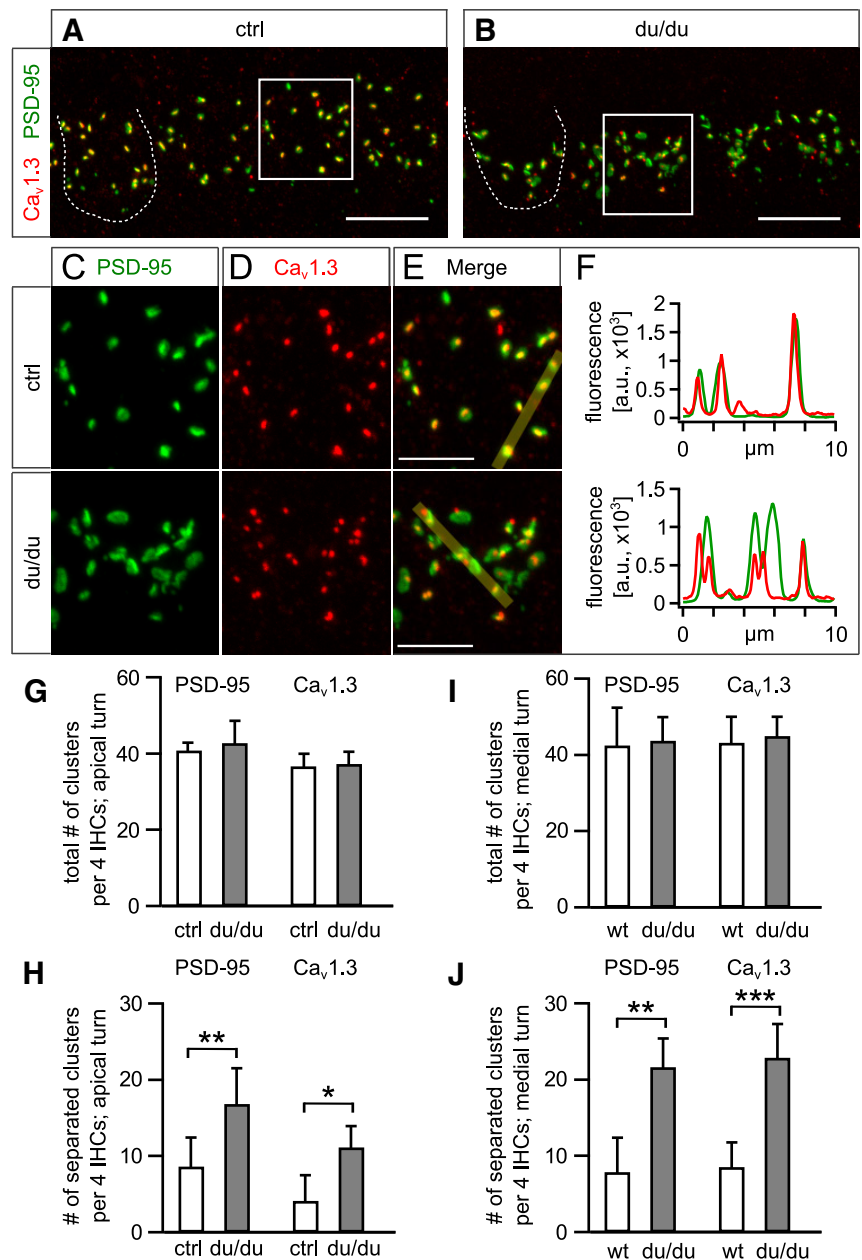 A
ctrl
B
du/du
Caᵥ1.3 PSD-95
C PSD-95
D Caᵥ1.3
E Merge
F
ctrl
du/du
fluorescence
[a.u., x10³]
2
1.5
1
0.5
0
0
µm
10
fluorescence
[a.u., x10³]
1.5
1
0.5
0
0
µm
10
G
PSD-95 Caᵥ1.3
total # of clusters
per 4 IHCs; apical turn
60
40
20
0
ctrl du/du ctrl du/du
I
PSD-95 Caᵥ1.3
total # of clusters
per 4 IHCs; medial turn
60
40
20
0
wt du/du wt du/du
H
PSD-95 Caᵥ1.3
# of separated clusters
per 4 IHCs; apical turn
30
20
10
0
** *
ctrl du/du ctrl du/du
J
PSD-95 Caᵥ1.3
# of separated clusters
per 4 IHCs; medial turn
30
20
10
0
** ***
wt du/du wt du/du